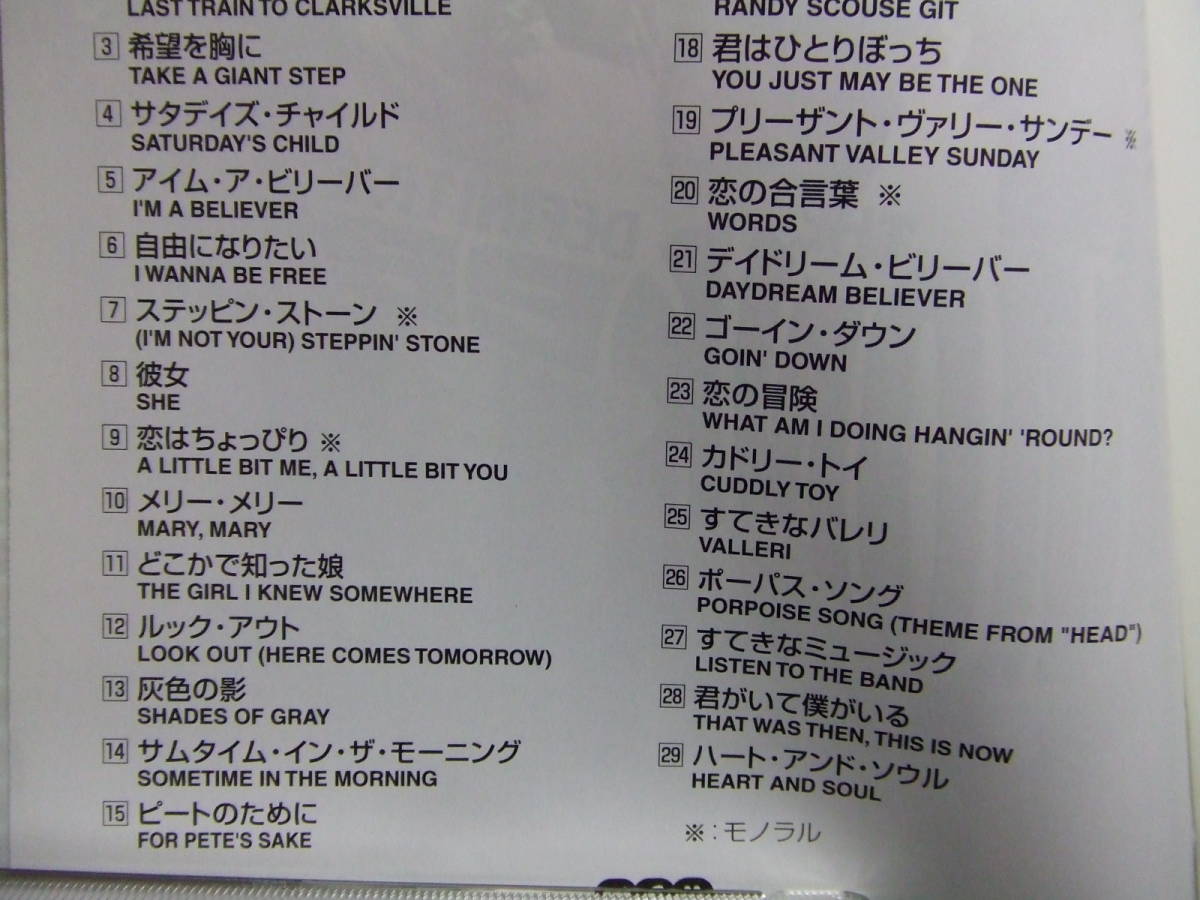 LAST TRAIN TO CLARKSVILLE
3 希望を胸に
TAKE A GIANT STEP
4 サタデイズ・チャイルド
SATURDAY'S CHILD
5 アイム・ア・ビリーバー
I'M A BELIEVER
6 自由になりたい
I WANNA BE FREE
7 ステッピン・ストーン ※
(I'M NOT YOUR) STEPPIN' STONE
8 彼女
SHE
9 恋はちょっぴり ※
A LITTLE BIT ME, A LITTLE BIT YOU
10 メリー・メリー
MARY, MARY
11 どこかで知った娘
THE GIRL I KNEW SOMEWHERE
12 ルック・アウト
LOOK OUT (HERE COMES TOMORROW)
13 灰色の影
SHADES OF GRAY
14 サムタイム・イン・ザ・モーニング
SOMETIME IN THE MORNING
15 ピートのために
FOR PETE'S SAKE
RANDY SCOUSE GIT
18 君はひとりぼっち
YOU JUST MAY BE THE ONE
19 プリーザント・ヴァリー・サンデー ※
PLEASANT VALLEY SUNDAY
20 恋の合言葉 ※
WORDS
21 デイドリーム・ビリーバー
DAYDREAM BELIEVER
22 ゴーイン・ダウン
GOIN' DOWN
23 恋の冒険
WHAT AM I DOING HANGIN' 'ROUND?
24 カドリー・トイ
CUDDLY TOY
25 すてきなバレリ
VALLERI
26 ポーパス・ソング
PORPOISE SONG (THEME FROM "HEAD")
27 すてきなミュージック
LISTEN TO THE BAND
28 君がいて僕がいる
THAT WAS THEN, THIS IS NOW
29 ハート・アンド・ソウル
HEART AND SOUL
※：モノラル